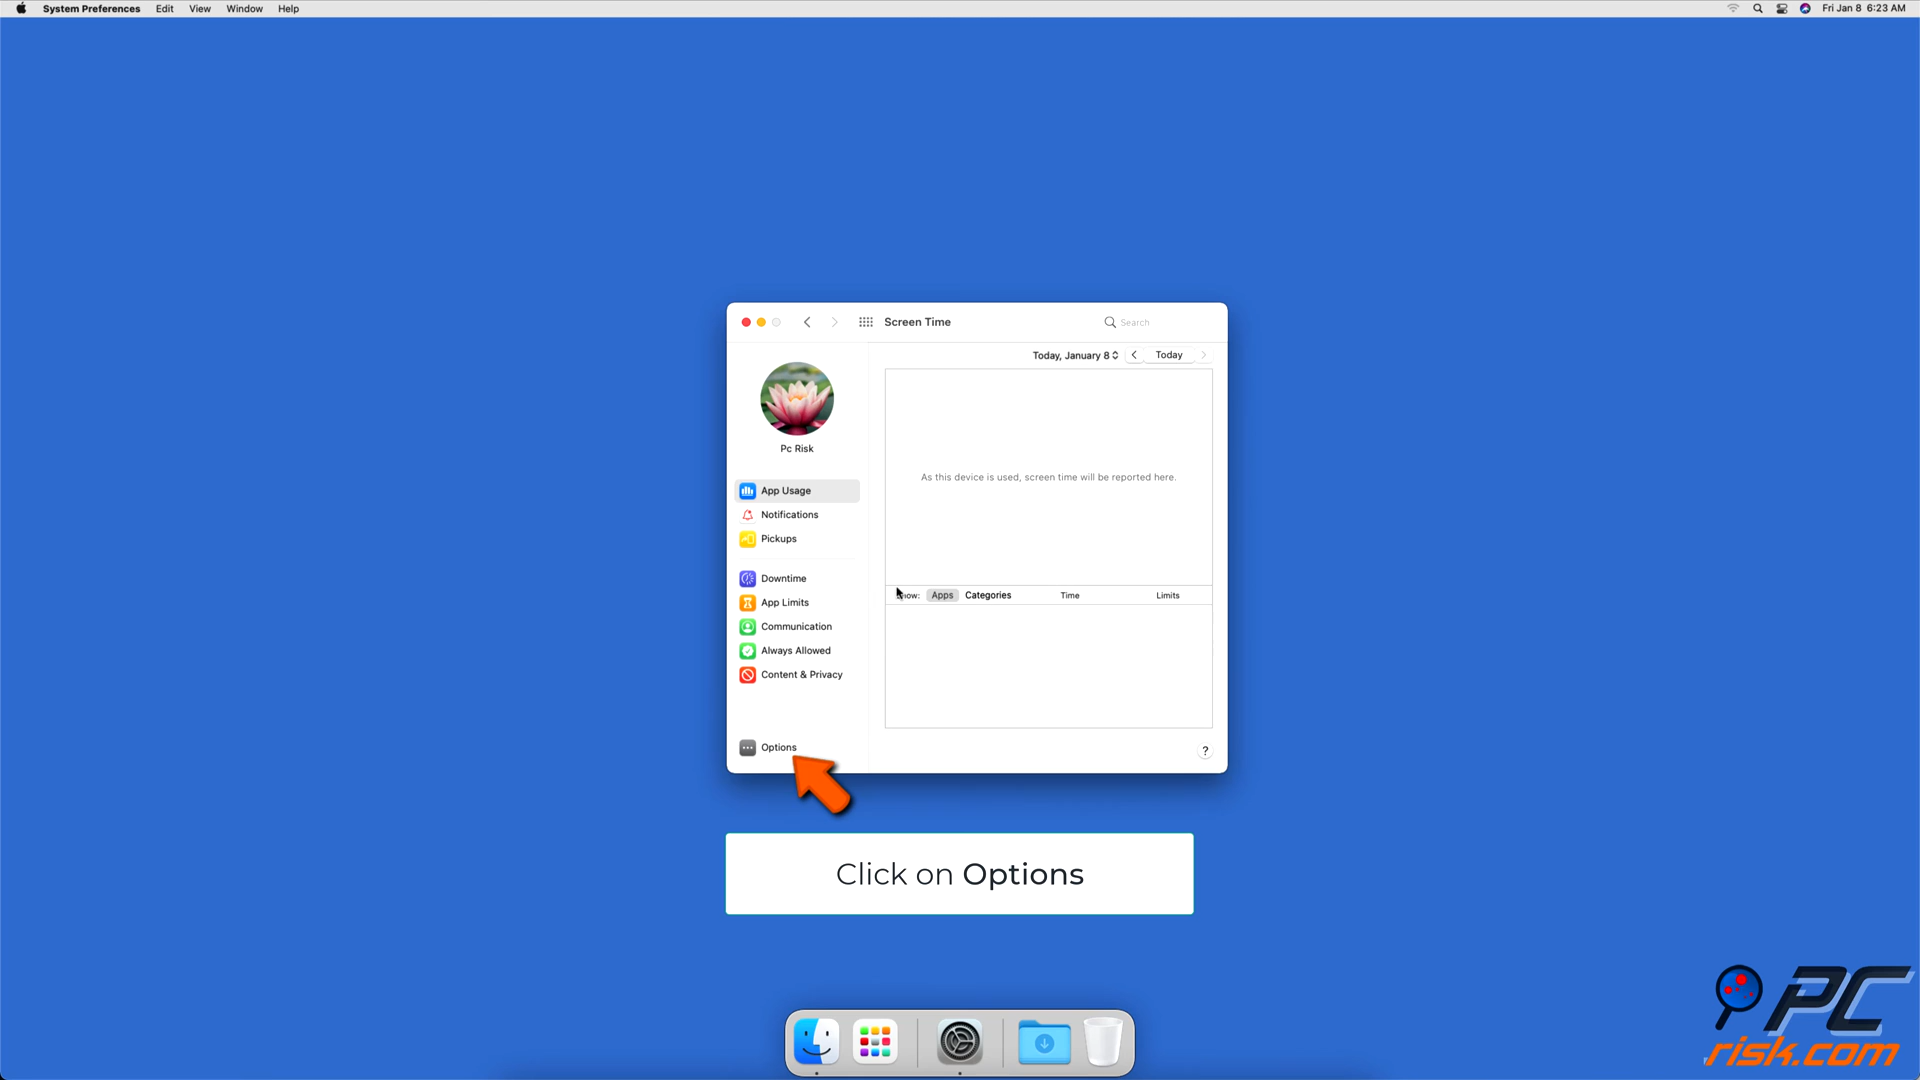 System Preferences Edit View Window Help
Fri Jan 8 6:23 AM
Screen Time
Search
Today, January 8
Today
Pc Risk
As this device is used, screen time will be reported here.
App Usage
Notifications
Pickups
Downtime
App Limits
Communication
Always Allowed
Content & Privacy
Apps Categories Time Limits
Options
?
Click on Options
PC
risk.com